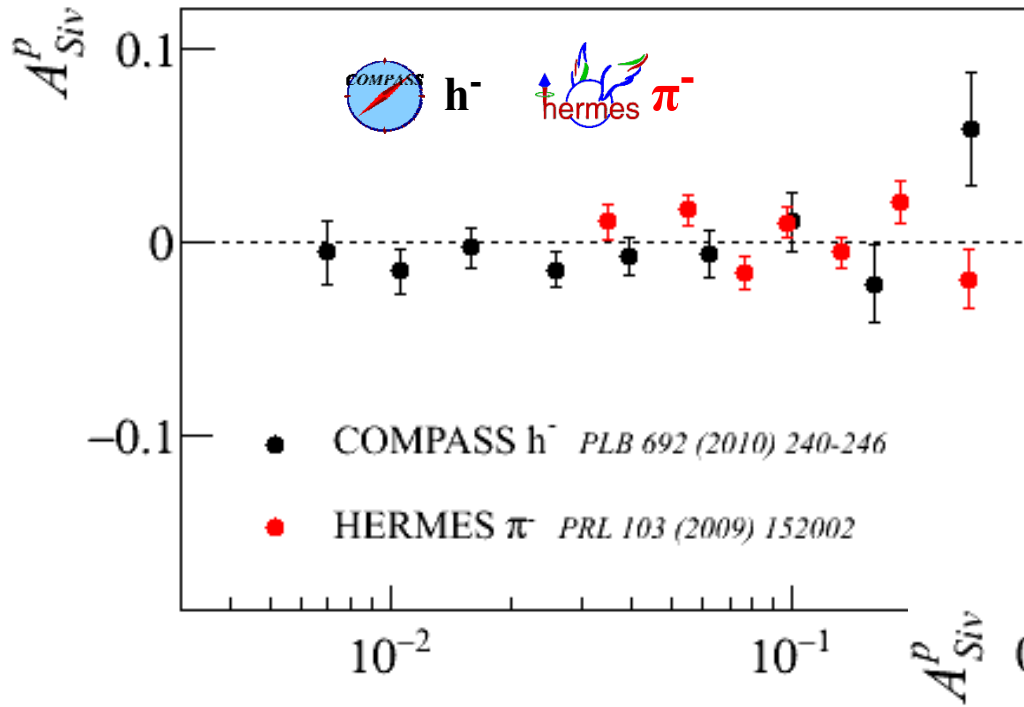 A^p_Siv
0.1
COMPASS h⁻ hermes π⁻
0
−0.1
COMPASS h⁻ PLB 692 (2010) 240-246
HERMES π⁻ PRL 103 (2009) 152002
10⁻² 10⁻¹
A^p_Siv